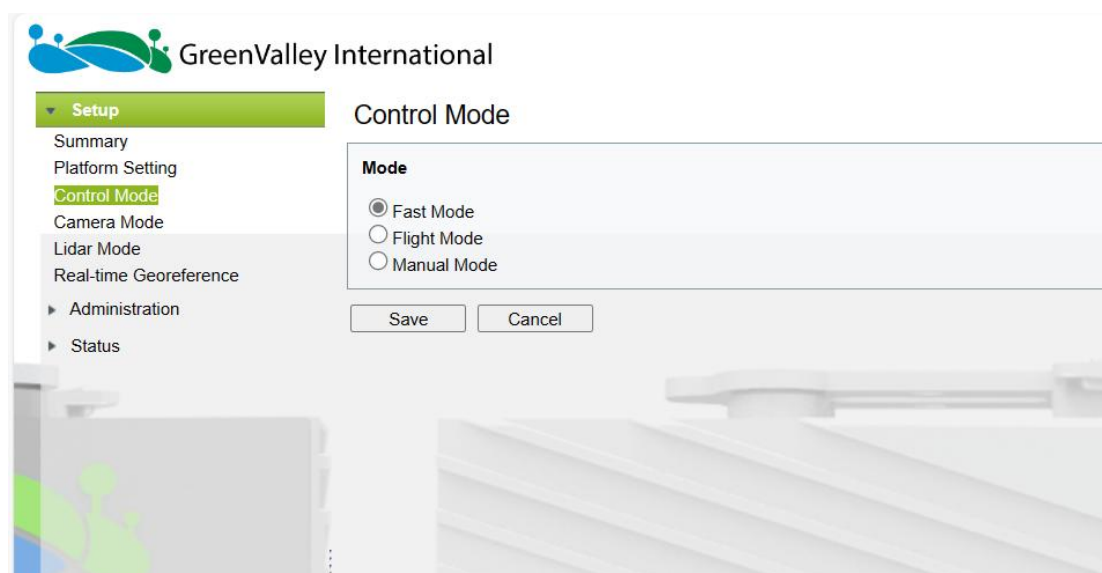 GreenValley International
Setup
Summary
Platform Setting
Control Mode
Camera Mode
Lidar Mode
Real-time Georeference
Administration
Status
Control Mode
Mode
Fast Mode
Flight Mode
Manual Mode
Save Cancel